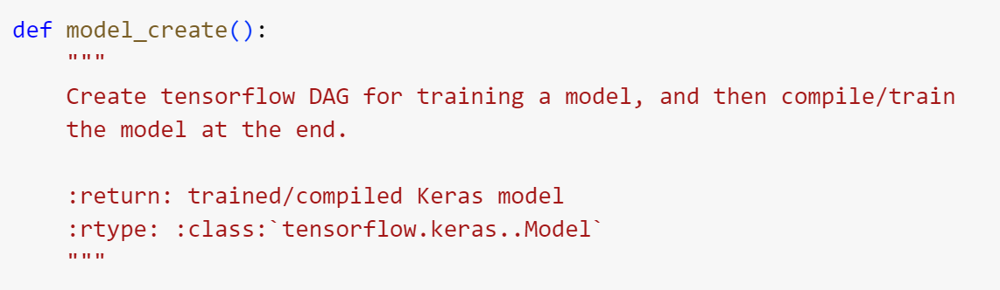 def model_create():
"""
Create tensorflow DAG for training a model, and then compile/train
the model at the end.
:return: trained/compiled Keras model
:rtype: :class:`tensorflow.keras..Model`
"""